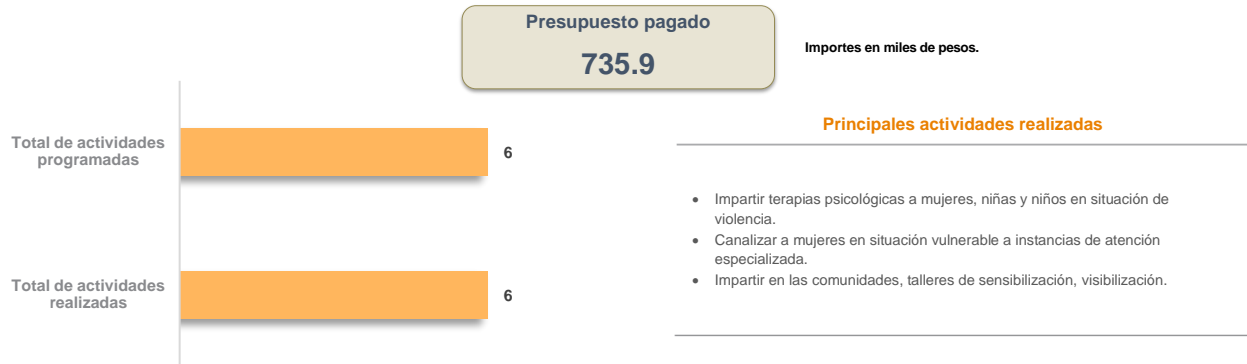 Presupuesto pagado
735.9
Importes en miles de pesos.
Principales actividades realizadas
Total de actividades
programadas
6
• Impartir terapias psicológicas a mujeres, niñas y niños en situación de
violencia.
• Canalizar a mujeres en situación vulnerable a instancias de atención
especializada.
• Impartir en las comunidades, talleres de sensibilización, visibilización.
Total de actividades
realizadas
6